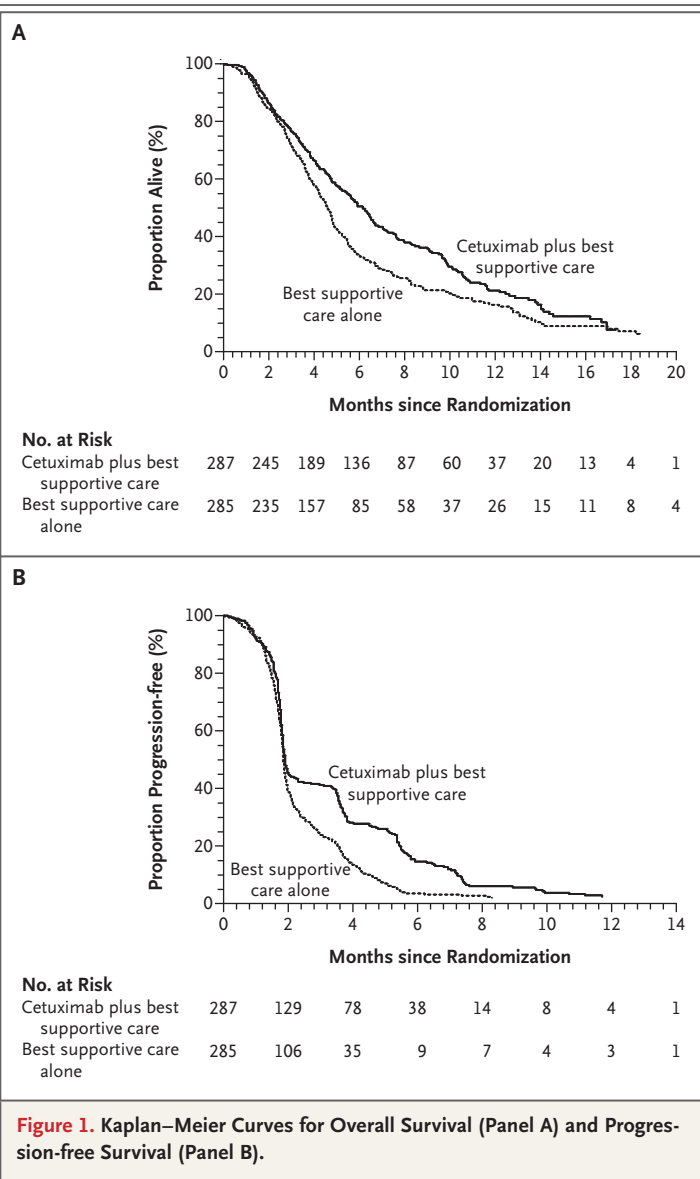 A
Proportion Alive (%)
100
80
60
40
20
0
Cetuximab plus best
supportive care
Best supportive
care alone
0 2 4 6 8 10 12 14 16 18 20
Months since Randomization
No. at Risk
Cetuximab plus best 287 245 189 136 87 60 37 20 13 4 1
supportive care
Best supportive care 285 235 157 85 58 37 26 15 11 8 4
alone
B
Proportion Progression-free (%)
100
80
60
40
20
0
Cetuximab plus best
supportive care
Best supportive
care alone
0 2 4 6 8 10 12 14
Months since Randomization
No. at Risk
Cetuximab plus best 287 129 78 38 14 8 4 1
supportive care
Best supportive care 285 106 35 9 7 4 3 1
alone
Figure 1. Kaplan–Meier Curves for Overall Survival (Panel A) and Progres-
sion-free Survival (Panel B).